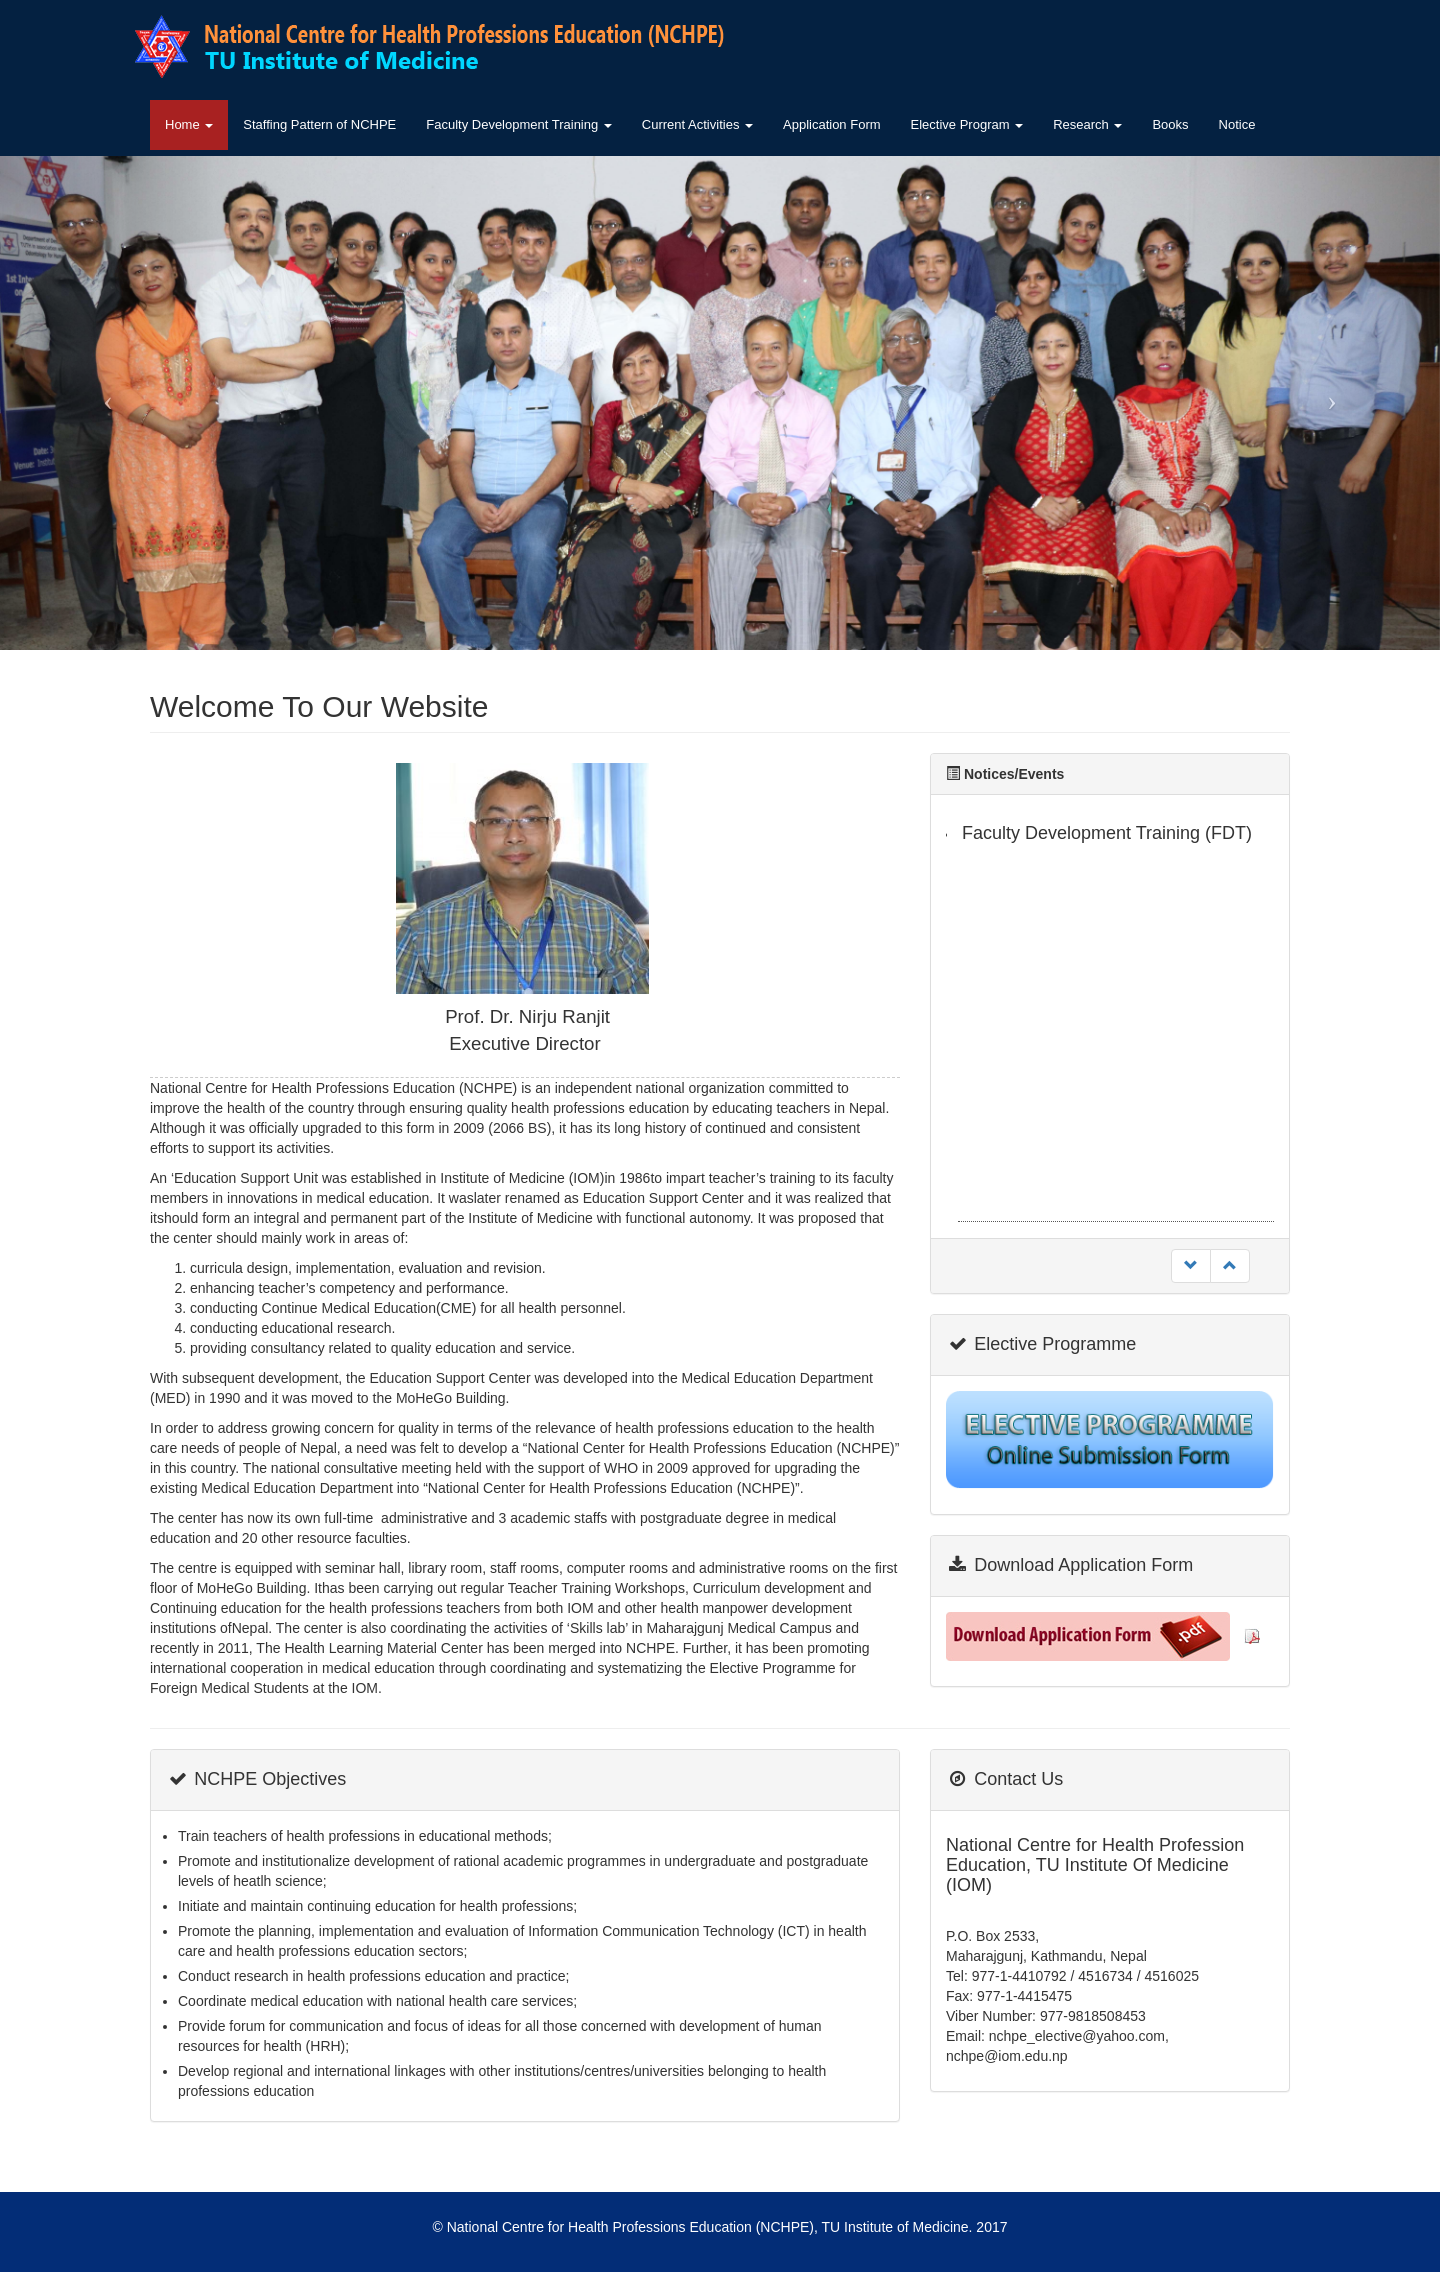 National Centre for Health Professions Education (NCHPE)
TU Institute of Medicine
Home
Staffing Pattern of NCHPE
Faculty Development Training
Current Activities
Application Form
Elective Program
Research
Books
Notice
Welcome To Our Website
Prof. Dr. Nirju Ranjit
Executive Director
National Centre for Health Professions Education (NCHPE) is an independent national organization committed to
improve the health of the country through ensuring quality health professions education by educating teachers in Nepal.
Although it was officially upgraded to this form in 2009 (2066 BS), it has its long history of continued and consistent
efforts to support its activities.
An ‘Education Support Unit was established in Institute of Medicine (IOM)in 1986to impart teacher’s training to its faculty
members in innovations in medical education. It waslater renamed as Education Support Center and it was realized that
itshould form an integral and permanent part of the Institute of Medicine with functional autonomy. It was proposed that
the center should mainly work in areas of:
1. curricula design, implementation, evaluation and revision.
2. enhancing teacher’s competency and performance.
3. conducting Continue Medical Education(CME) for all health personnel.
4. conducting educational research.
5. providing consultancy related to quality education and service.
With subsequent development, the Education Support Center was developed into the Medical Education Department
(MED) in 1990 and it was moved to the MoHeGo Building.
In order to address growing concern for quality in terms of the relevance of health professions education to the health
care needs of people of Nepal, a need was felt to develop a “National Center for Health Professions Education (NCHPE)”
in this country. The national consultative meeting held with the support of WHO in 2009 approved for upgrading the
existing Medical Education Department into “National Center for Health Professions Education (NCHPE)”.
The center has now its own full-time  administrative and 3 academic staffs with postgraduate degree in medical
education and 20 other resource faculties.
The centre is equipped with seminar hall, library room, staff rooms, computer rooms and administrative rooms on the first
floor of MoHeGo Building. Ithas been carrying out regular Teacher Training Workshops, Curriculum development and
Continuing education for the health professions teachers from both IOM and other health manpower development
institutions ofNepal. The center is also coordinating the activities of ‘Skills lab’ in Maharajgunj Medical Campus and
recently in 2011, The Health Learning Material Center has been merged into NCHPE. Further, it has been promoting
international cooperation in medical education through coordinating and systematizing the Elective Programme for
Foreign Medical Students at the IOM.
Notices/Events
Faculty Development Training (FDT)
Elective Programme
ELECTIVE PROGRAMME
Online Submission Form
Download Application Form
Download Application Form
.pdf
NCHPE Objectives
Train teachers of health professions in educational methods;
Promote and institutionalize development of rational academic programmes in undergraduate and postgraduate
levels of heatlh science;
Initiate and maintain continuing education for health professions;
Promote the planning, implementation and evaluation of Information Communication Technology (ICT) in health
care and health professions education sectors;
Conduct research in health professions education and practice;
Coordinate medical education with national health care services;
Provide forum for communication and focus of ideas for all those concerned with development of human
resources for health (HRH);
Develop regional and international linkages with other institutions/centres/universities belonging to health
professions education
Contact Us
National Centre for Health Profession
Education, TU Institute Of Medicine
(IOM)
P.O. Box 2533,
Maharajgunj, Kathmandu, Nepal
Tel: 977-1-4410792 / 4516734 / 4516025
Fax: 977-1-4415475
Viber Number: 977-9818508453
Email: nchpe_elective@yahoo.com,
nchpe@iom.edu.np
© National Centre for Health Professions Education (NCHPE), TU Institute of Medicine. 2017